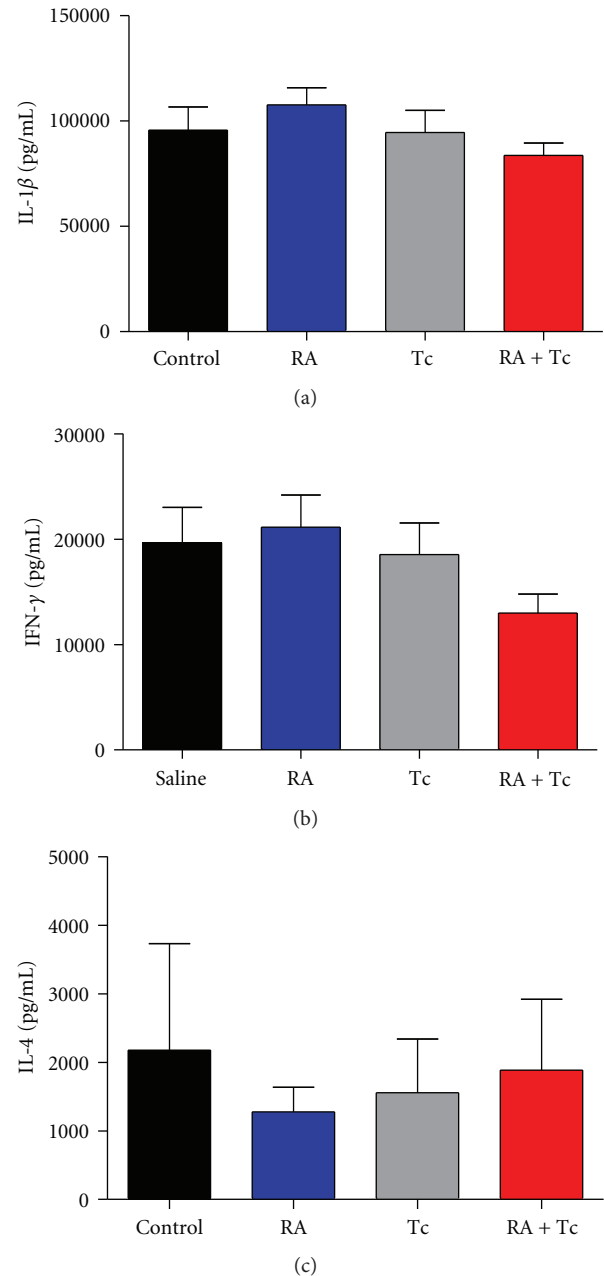 150000
100000
50000
0
IL-1β (pg/mL)
Control RA Tc RA + Tc
(a)
30000
20000
10000
0
IFN-γ (pg/mL)
Saline RA Tc RA + Tc
(b)
5000
4000
3000
2000
1000
0
IL-4 (pg/mL)
Control RA Tc RA + Tc
(c)